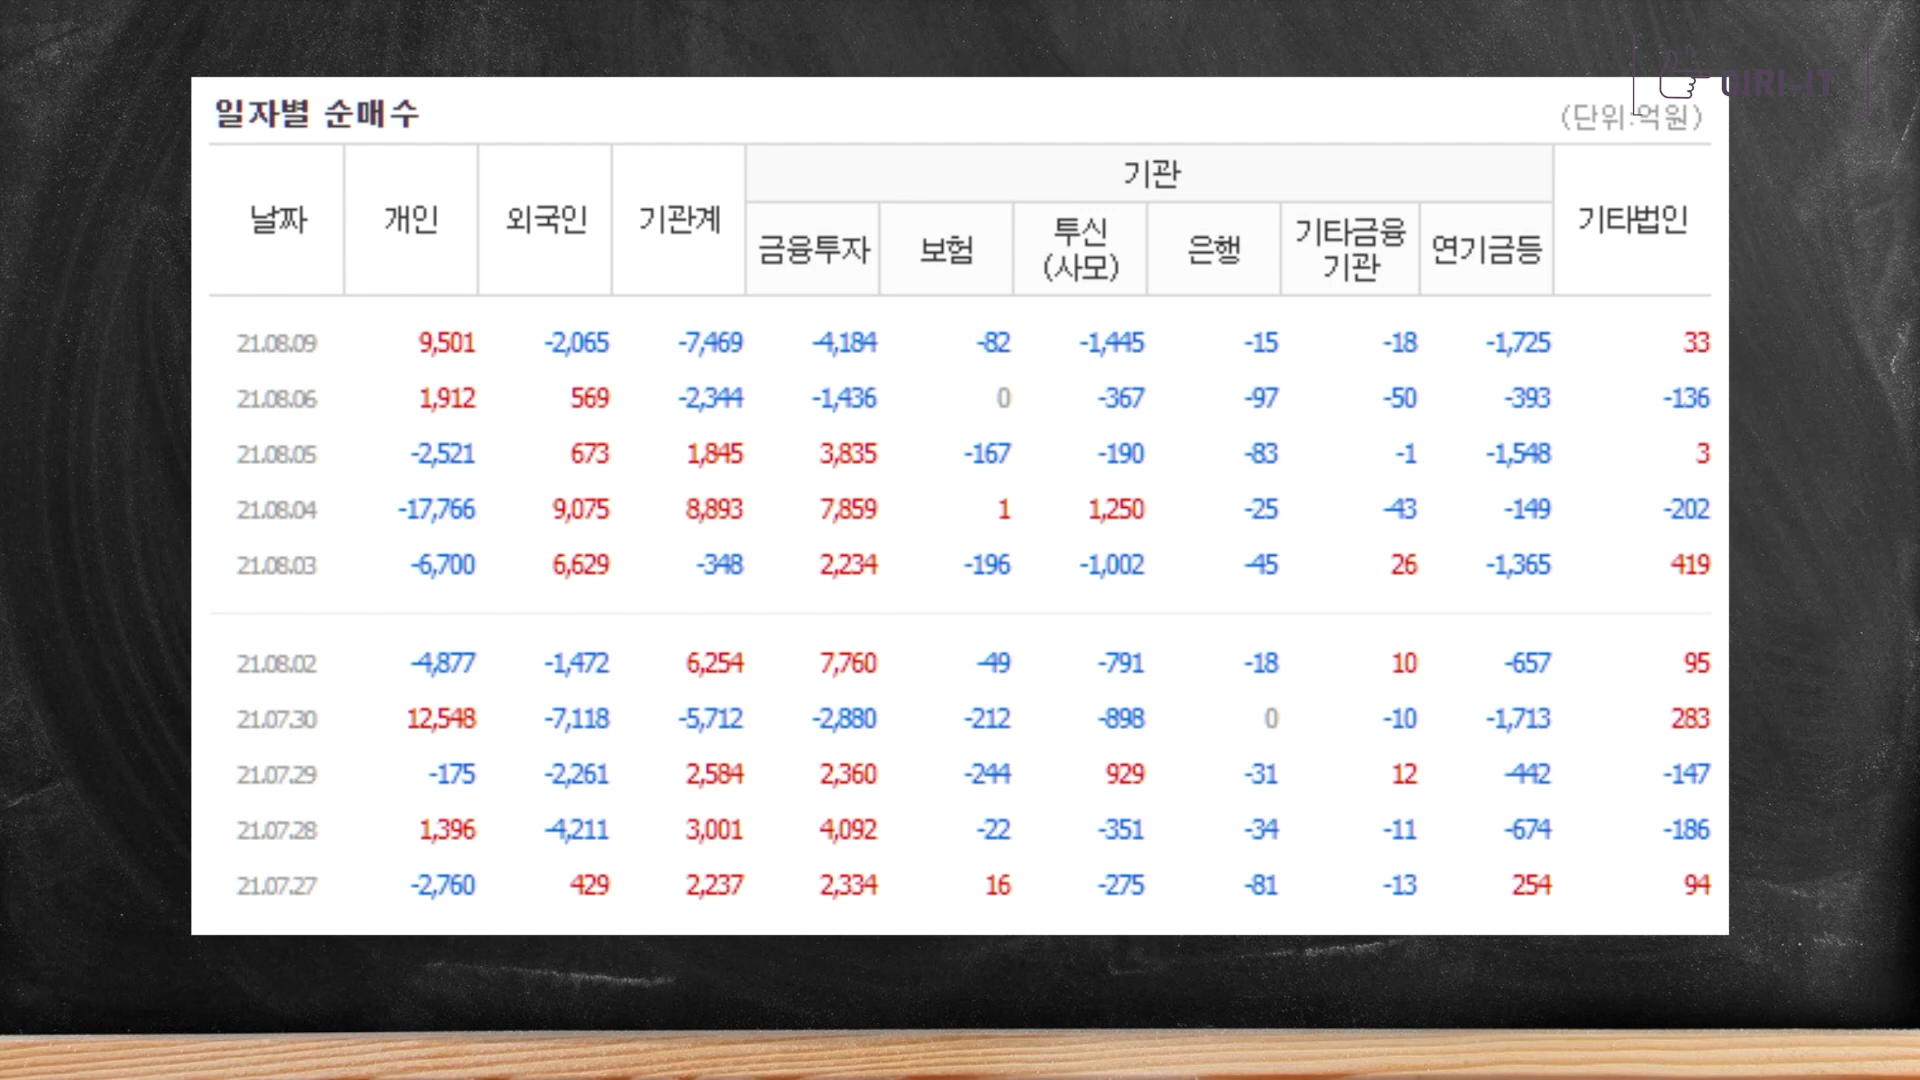 GIRI-IT
일자별 순매수
(단위:억원)
날짜 개인 외국인 기관계 기관 기타법인
금융투자 보험 투신(사모) 은행 기타금융기관 연기금등
21.08.09 9,501 -2,065 -7,469 -4,184 -82 -1,445 -15 -18 -1,725 33
21.08.06 1,912 569 -2,344 -1,436 0 -367 -97 -50 -393 -136
21.08.05 -2,521 673 1,845 3,835 -167 -190 -83 -1 -1,548 3
21.08.04 -17,766 9,075 8,893 7,859 1 1,250 -25 -43 -149 -202
21.08.03 -6,700 6,629 -348 2,234 -196 -1,002 -45 26 -1,365 419
21.08.02 -4,877 -1,472 6,254 7,760 -49 -791 -18 10 -657 95
21.07.30 12,548 -7,118 -5,712 -2,880 -212 -898 0 -10 -1,713 283
21.07.29 -175 -2,261 2,584 2,360 -244 929 -31 12 -442 -147
21.07.28 1,396 -4,211 3,001 4,092 -22 -351 -34 -11 -674 -186
21.07.27 -2,760 429 2,237 2,334 16 -275 -81 -13 254 94